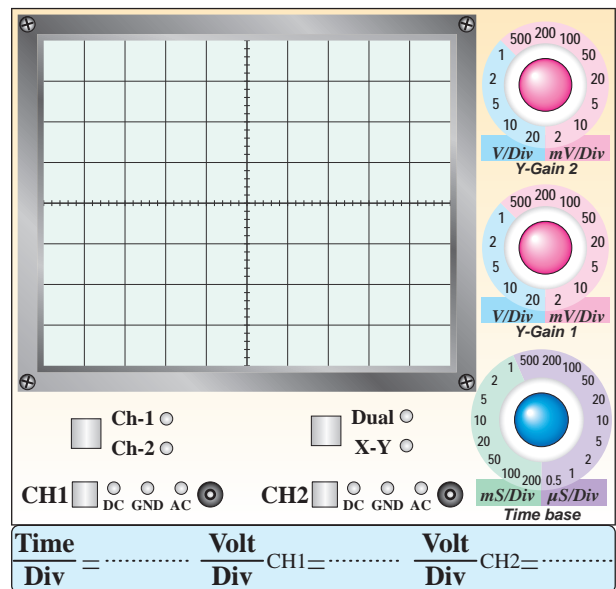 500 200 100
1 50
2 20
5 5
10 10
20 2
V/Div mV/Div
Y-Gain 2
500 200 100
1 50
2 20
5 5
10 10
20 2
V/Div mV/Div
Y-Gain 1
500 200 100
1 50
2 20
5 10
10 5
20 2
50 1
100 200 0.5
mS/Div µS/Div
Time base
Ch-1
Ch-2
Dual
X-Y
CH1 DC GND AC
CH2 DC GND AC
Time/Div = ............ Volt/Div CH1= ............ Volt/Div CH2= ............